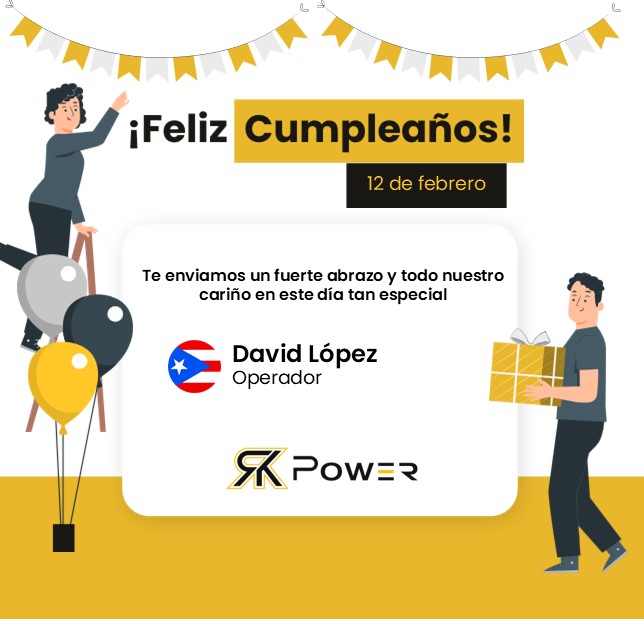 ¡Feliz Cumpleaños!
12 de febrero
Te enviamos un fuerte abrazo y todo nuestro
cariño en este día tan especial
David López
Operador
RK POWER